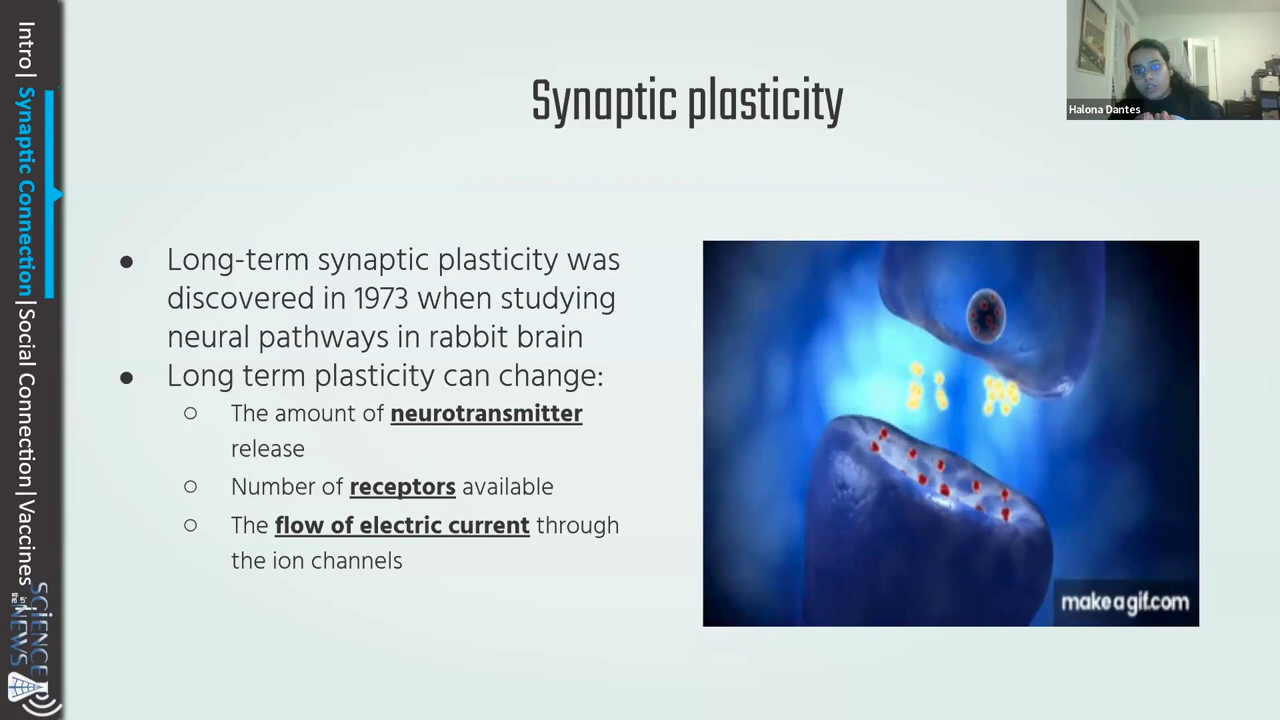 Intro| Synaptic Connection|Social Connection|Vaccines
SCIENCE
in the
NEWS
Synaptic plasticity
Halona Dantes
● Long-term synaptic plasticity was
discovered in 1973 when studying
neural pathways in rabbit brain
● Long term plasticity can change:
○ The amount of neurotransmitter
release
○ Number of receptors available
○ The flow of electric current through
the ion channels
makeagif.com